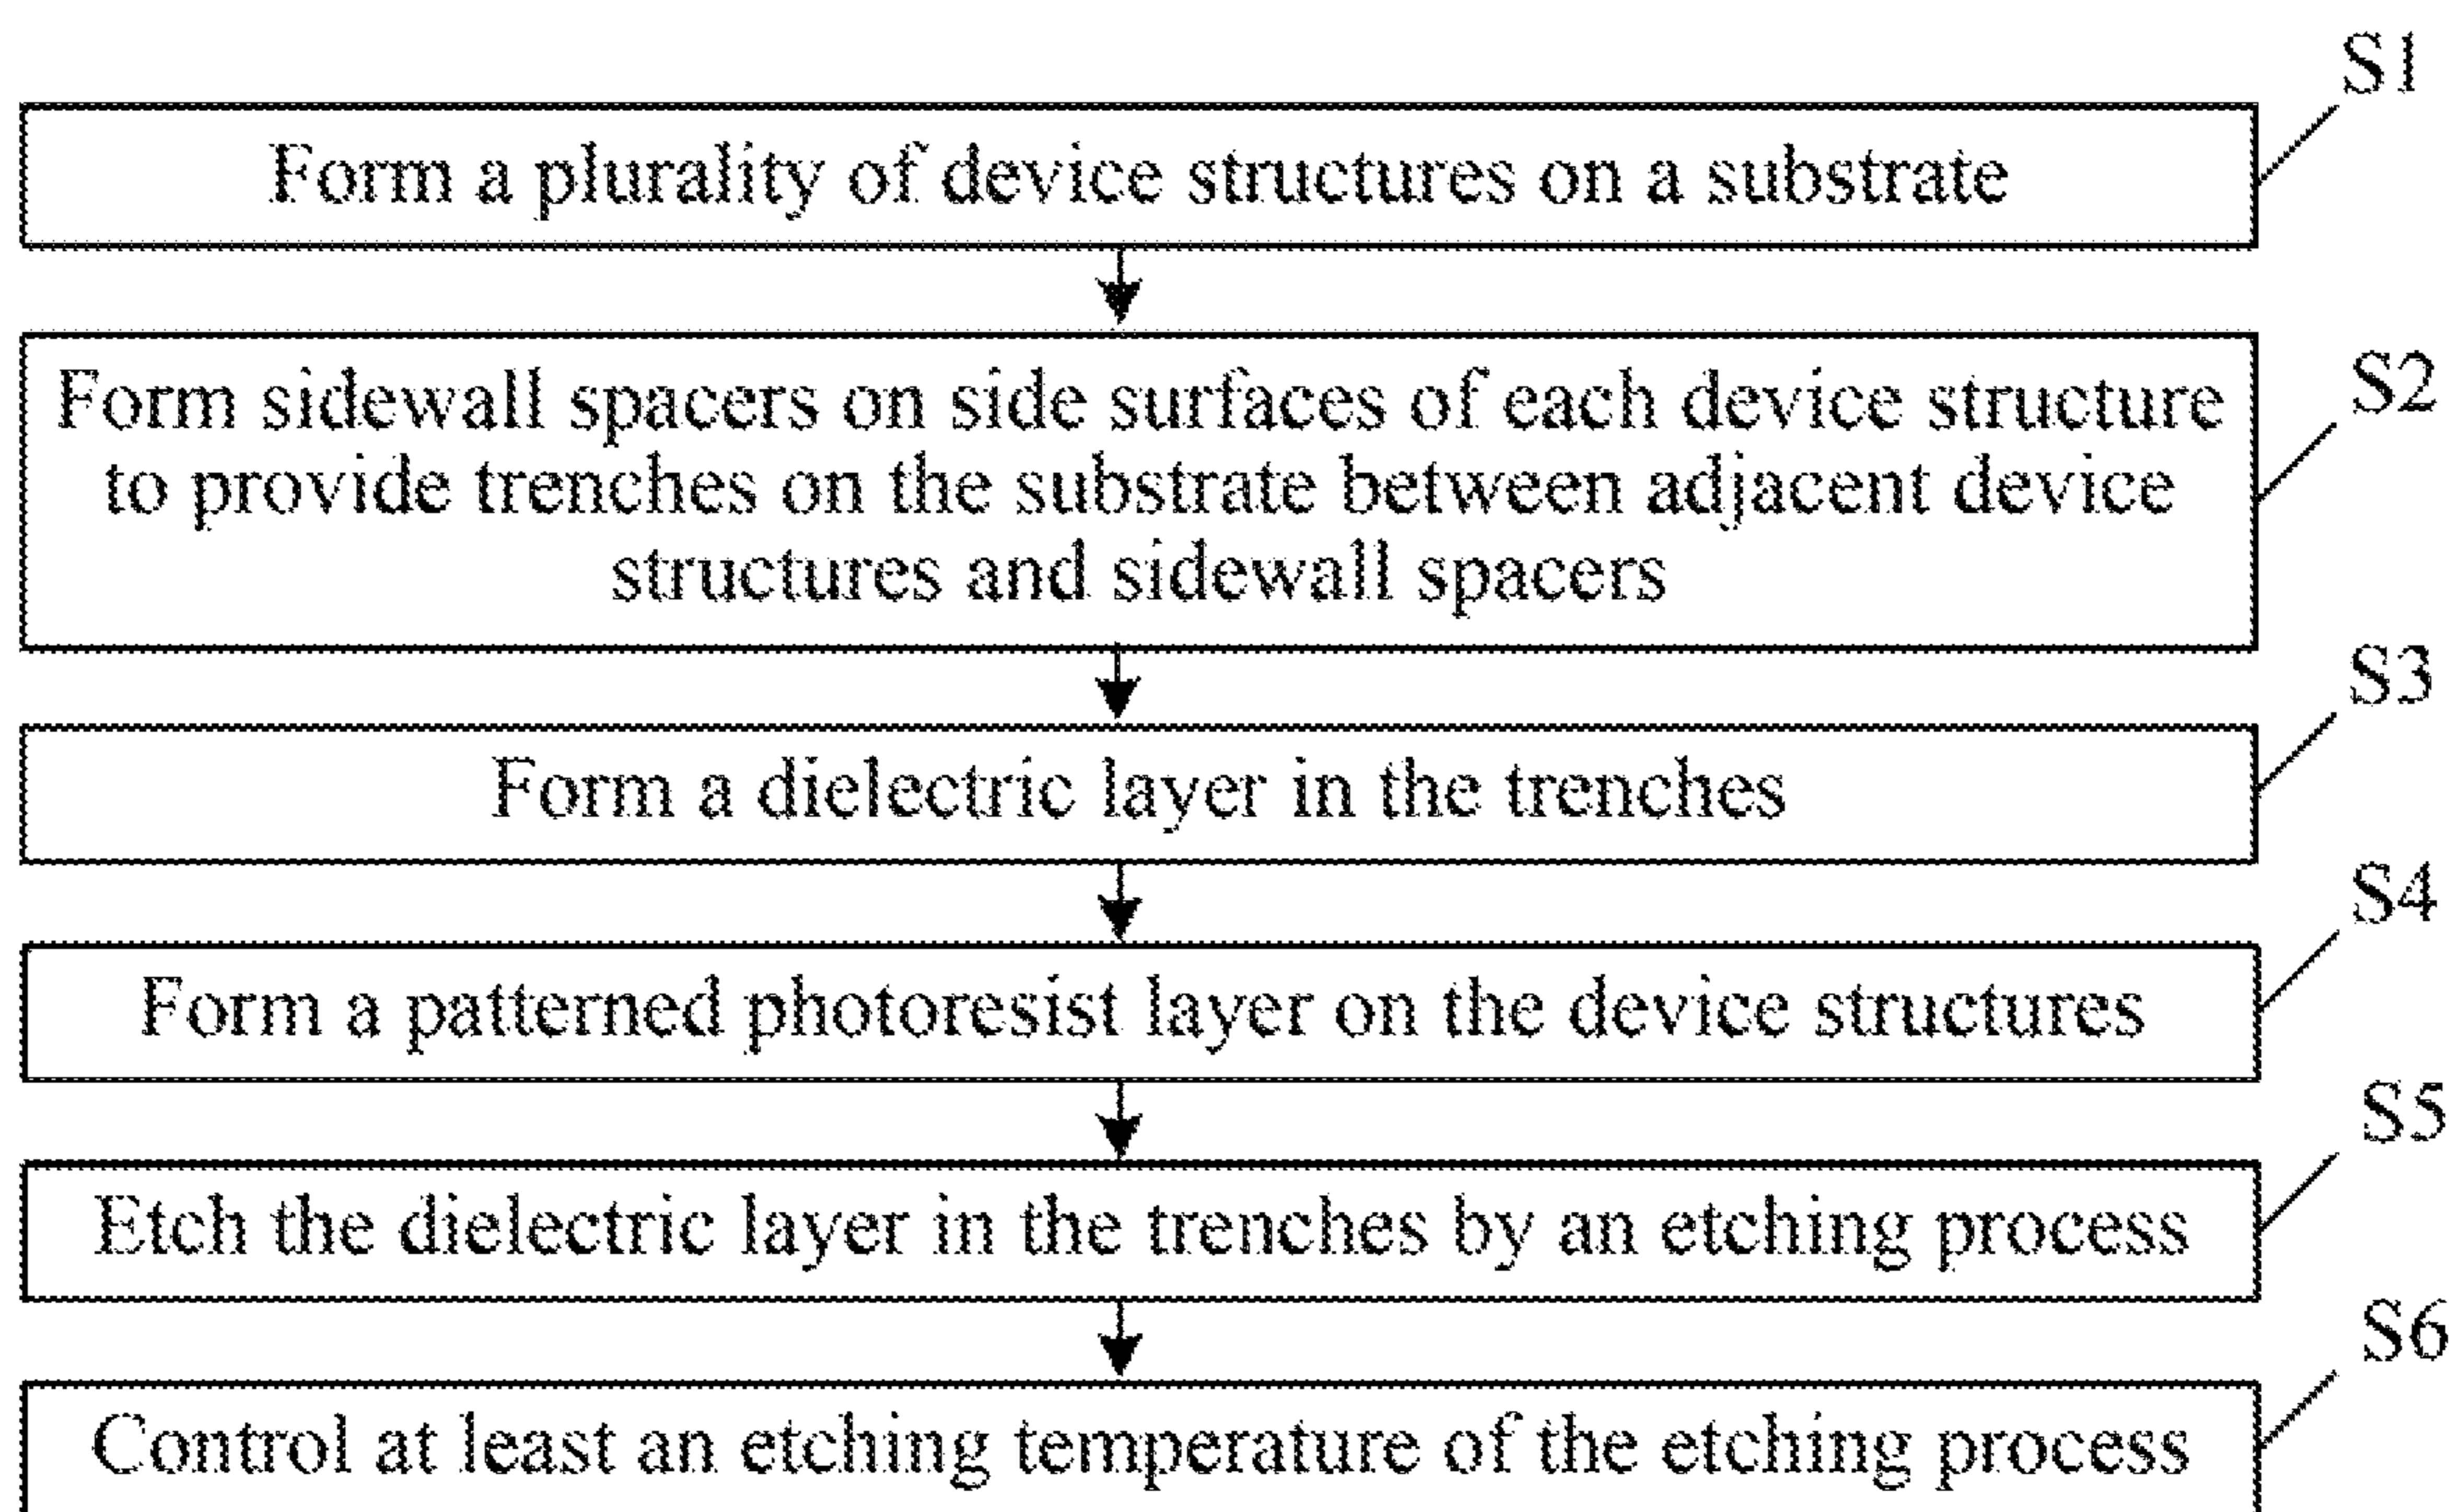 S1
Form a plurality of device structures on a substrate
S2
Form sidewall spacers on side surfaces of each device structure
to provide trenches on the substrate between adjacent device
structures and sidewall spacers
S3
Form a dielectric layer in the trenches
S4
Form a patterned photoresist layer on the device structures
S5
Etch the dielectric layer in the trenches by an etching process
S6
Control at least an etching temperature of the etching process